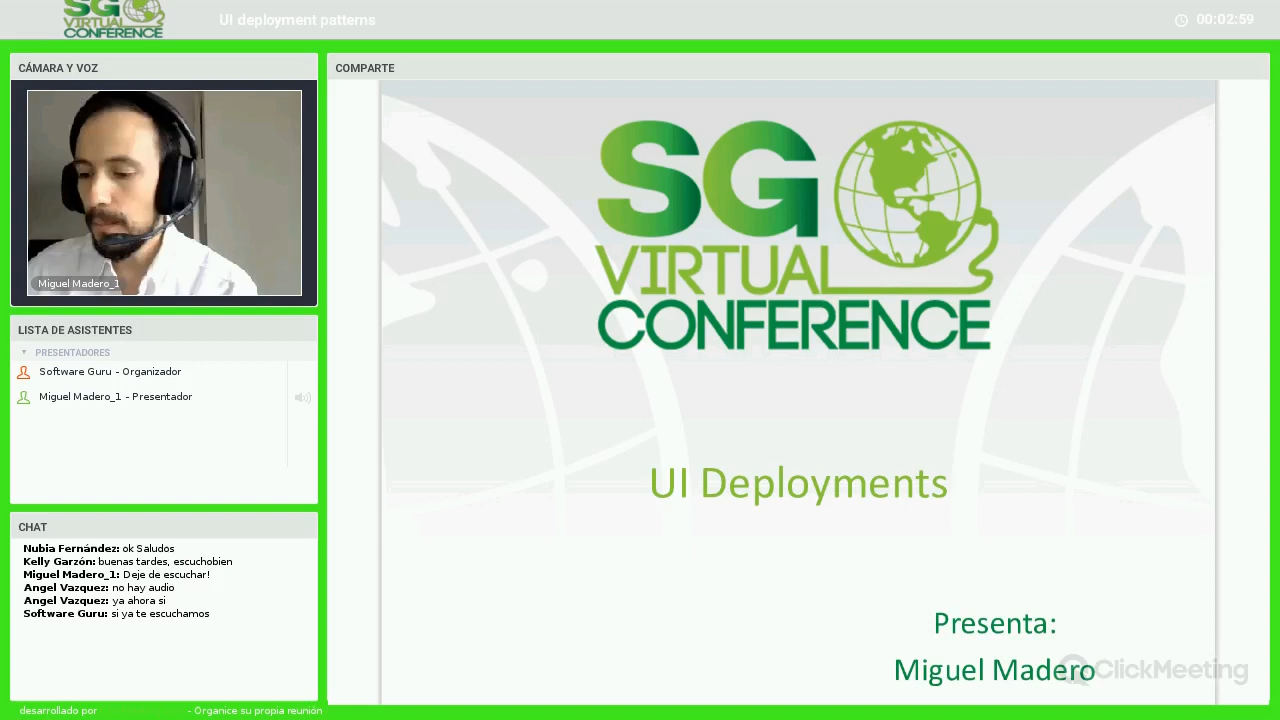 SG
VIRTUAL
CONFERENCE
UI deployment patterns
00:02:59
CÁMARA Y VOZ
Miguel Madero_1
LISTA DE ASISTENTES
PRESENTADORES
Software Guru - Organizador
Miguel Madero_1 - Presentador
CHAT
Nubia Fernández: ok Saludos
Kelly Garzón: buenas tardes, escuchobien
Miguel Madero_1: Deje de escuchar!
Angel Vazquez: no hay audio
Angel Vazquez: ya ahora si
Software Guru: si ya te escuchamos
desarrollado por - Organice su propia reunión
COMPARTE
SG
VIRTUAL
CONFERENCE
UI Deployments
Presenta:
Miguel Madero
ClickMeeting